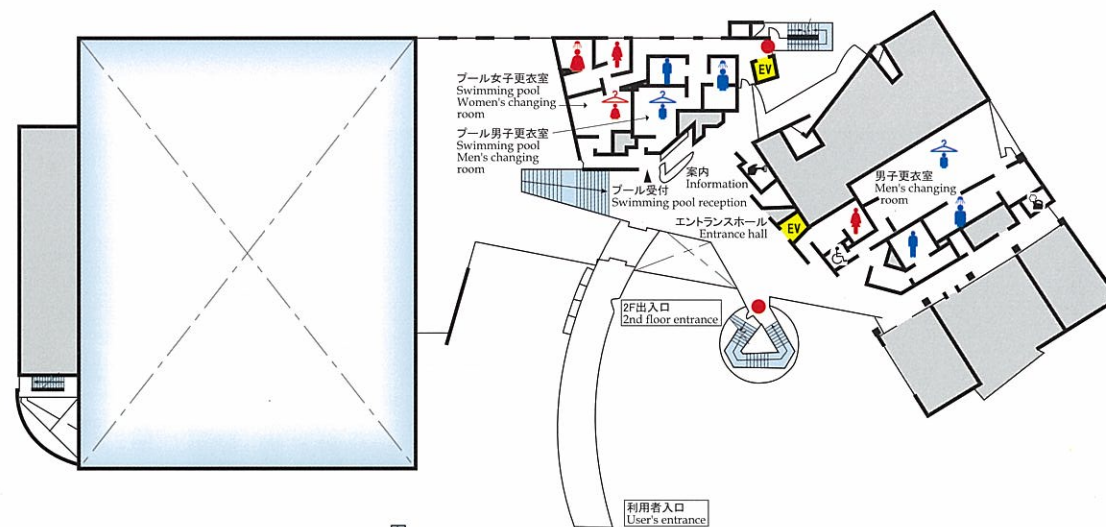 EV
プール女子更衣室
Swimming pool
Women's changing
room
プール男子更衣室
Swimming pool
Men's changing
room
案内
Information
プール受付
Swimming pool reception
男子更衣室
Men's changing
room
エントランスホール
Entrance hall
EV
2F出入口
2nd floor entrance
利用者入口
User's entrance